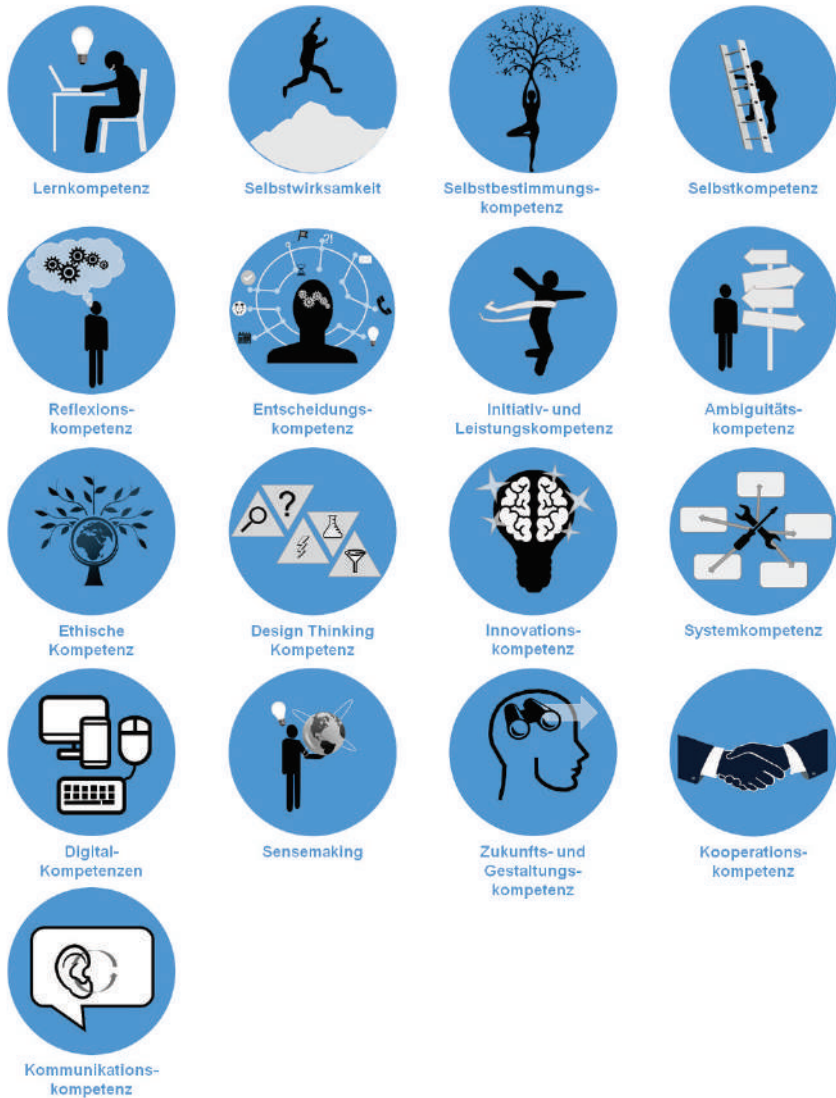 Lernkompetenz
Selbstwirksamkeit
Selbstbestimmungs-
kompetenz
Selbstkompetenz
?!
Reflexions-
kompetenz
Entscheidungs-
kompetenz
Initiativ- und
Leistungskompetenz
Ambiguitäts-
kompetenz
?
Ethische
Kompetenz
Design Thinking
Kompetenz
Innovations-
kompetenz
Systemkompetenz
Digital-
Kompetenzen
Sensemaking
Zukunfts- und
Gestaltungs-
kompetenz
Kooperations-
kompetenz
Kommunikations-
kompetenz